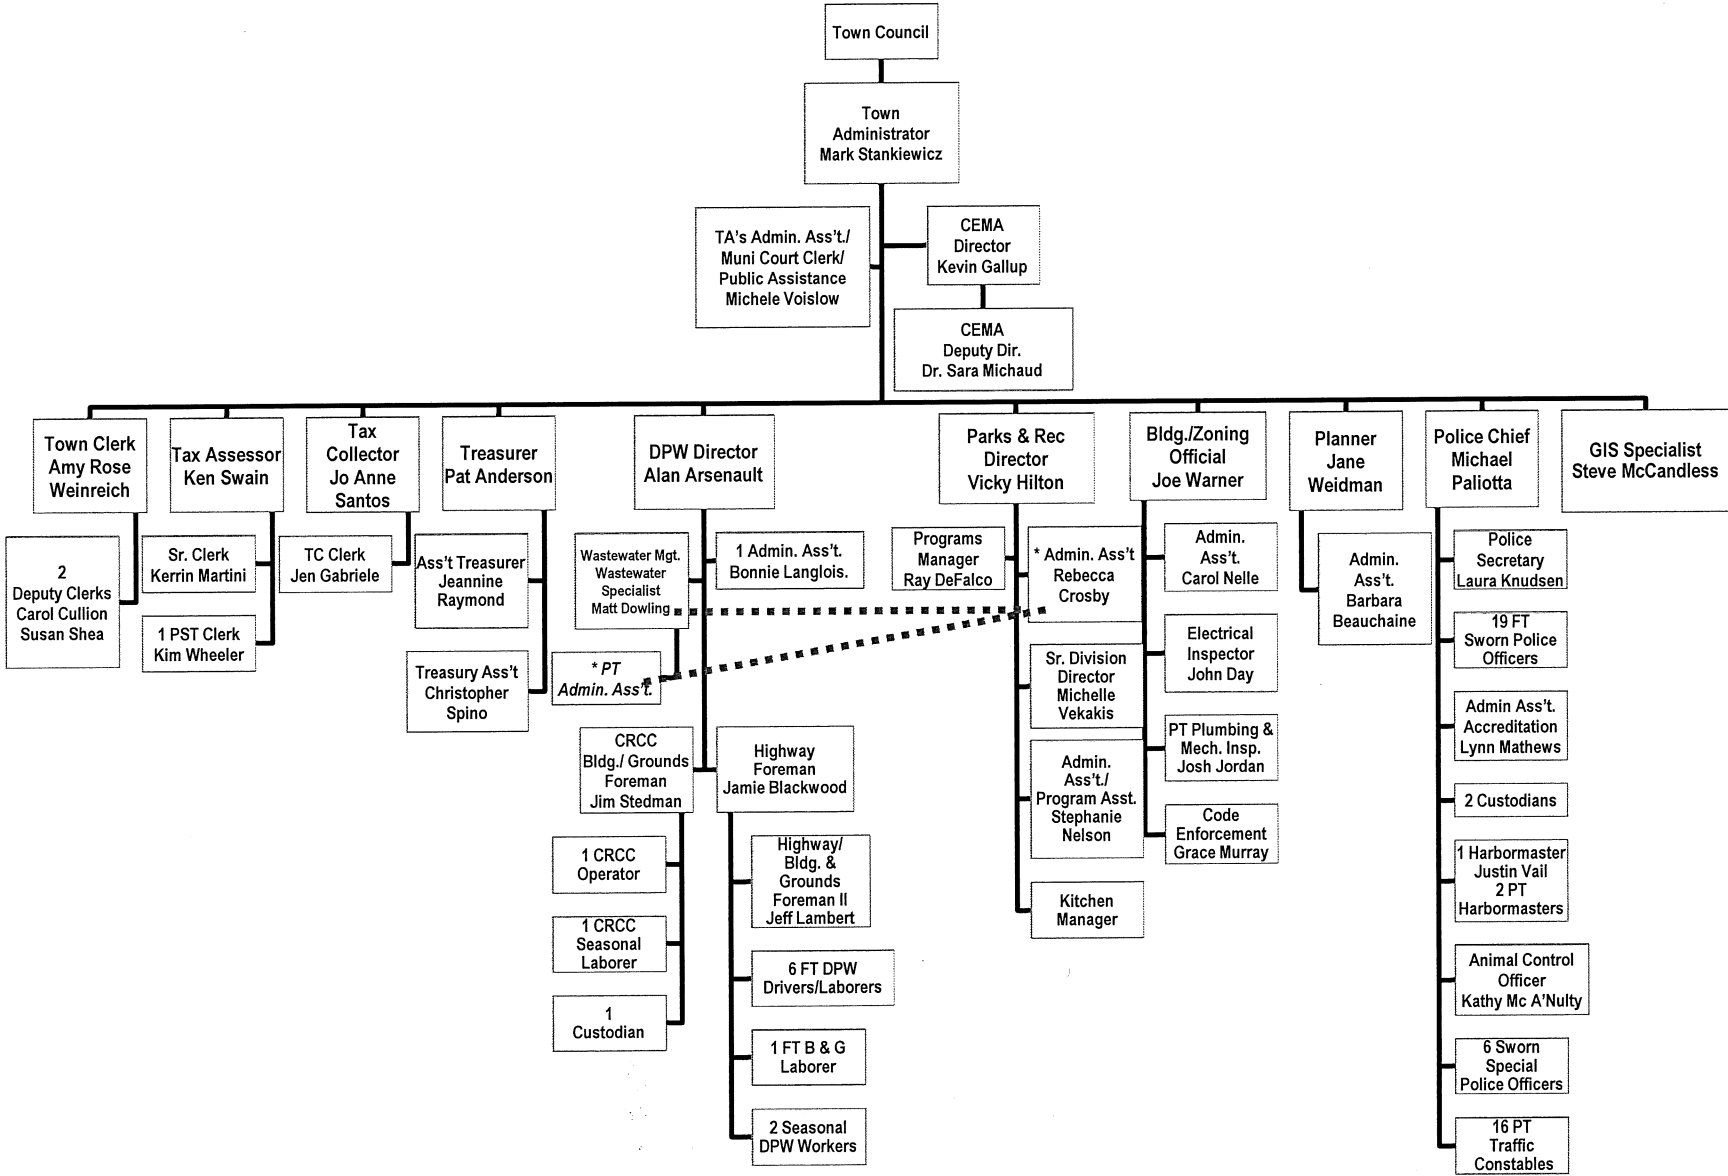 Town Council
Town
Administrator
Mark Stankiewicz
TA's Admin. Ass't./
Muni Court Clerk/
Public Assistance
Michele Voislow
CEMA
Director
Kevin Gallup
CEMA
Deputy Dir.
Dr. Sara Michaud
Town Clerk
Amy Rose
Weinreich
2
Deputy Clerks
Carol Cullion
Susan Shea
Tax Assessor
Ken Swain
Sr. Clerk
Kerrin Martini
1 PST Clerk
Kim Wheeler
Tax
Collector
Jo Anne
Santos
TC Clerk
Jen Gabriele
Treasurer
Pat Anderson
Ass't Treasurer
Jeannine
Raymond
Treasury Ass't
Christopher
Spino
DPW Director
Alan Arsenault
Wastewater Mgt.
Wastewater
Specialist
Matt Dowling
* PT
Admin. Ass't.
1 Admin. Ass't.
Bonnie Langlois.
CRCC
Bldg./ Grounds
Foreman
Jim Stedman
1 CRCC
Operator
1 CRCC
Seasonal
Laborer
1
Custodian
Highway
Foreman
Jamie Blackwood
Highway/
Bldg. &
Grounds
Foreman II
Jeff Lambert
6 FT DPW
Drivers/Laborers
1 FT B & G
Laborer
2 Seasonal
DPW Workers
Parks & Rec
Director
Vicky Hilton
Programs
Manager
Ray DeFalco
* Admin. Ass't
Rebecca
Crosby
Sr. Division
Director
Michelle
Vekakis
Admin.
Ass't./
Program Asst.
Stephanie
Nelson
Kitchen
Manager
Bldg./Zoning
Official
Joe Warner
Admin.
Ass't.
Carol Nelle
Electrical
Inspector
John Day
PT Plumbing &
Mech. Insp.
Josh Jordan
Code
Enforcement
Grace Murray
Planner
Jane
Weidman
Admin.
Ass't.
Barbara
Beauchaine
Police Chief
Michael
Paliotta
Police
Secretary
Laura Knudsen
19 FT
Sworn Police
Officers
Admin Ass't.
Accreditation
Lynn Mathews
2 Custodians
1 Harbormaster
Justin Vail
2 PT
Harbormasters
Animal Control
Officer
Kathy Mc A'Nulty
6 Sworn
Special
Police Officers
16 PT
Traffic
Constables
GIS Specialist
Steve McCandless